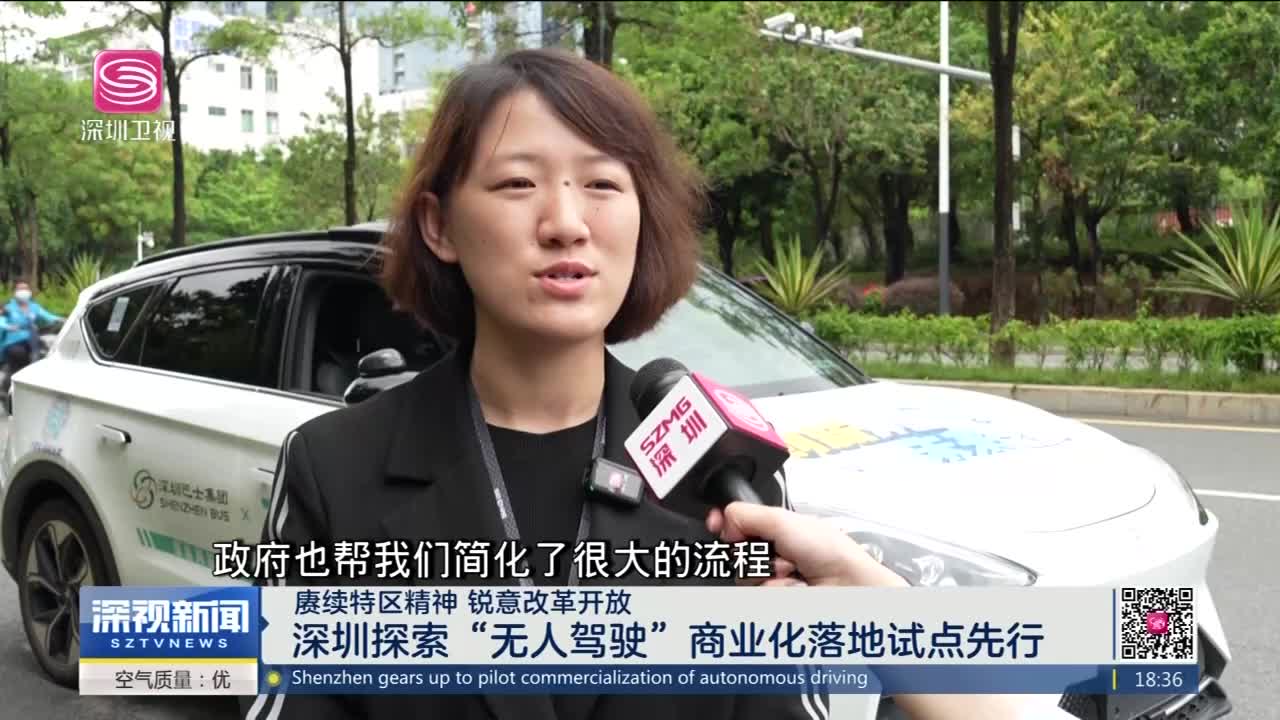 深圳卫视
SZMG
深圳
深圳巴士集团
SHENZHEN BUS
×
政府也帮我们简化了很大的流程
深视新闻
SZTV NEWS
赓续特区精神 锐意改革开放
深圳探索“无人驾驶”商业化落地试点先行
空气质量：优
Shenzhen gears up to pilot commercialization of autonomous driving
18:36